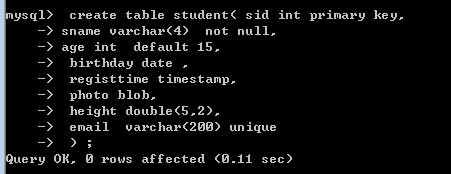 mysql>  create table student( sid int primary key,
    -> sname varchar(4)  not null,
    -> age int  default 15,
    ->  birthday date ,
    ->  registtime timestamp,
    ->  photo blob,
    ->  height double(5,2),
    ->  email  varchar(200) unique
    ->  ) ;
Query OK, 0 rows affected (0.11 sec)